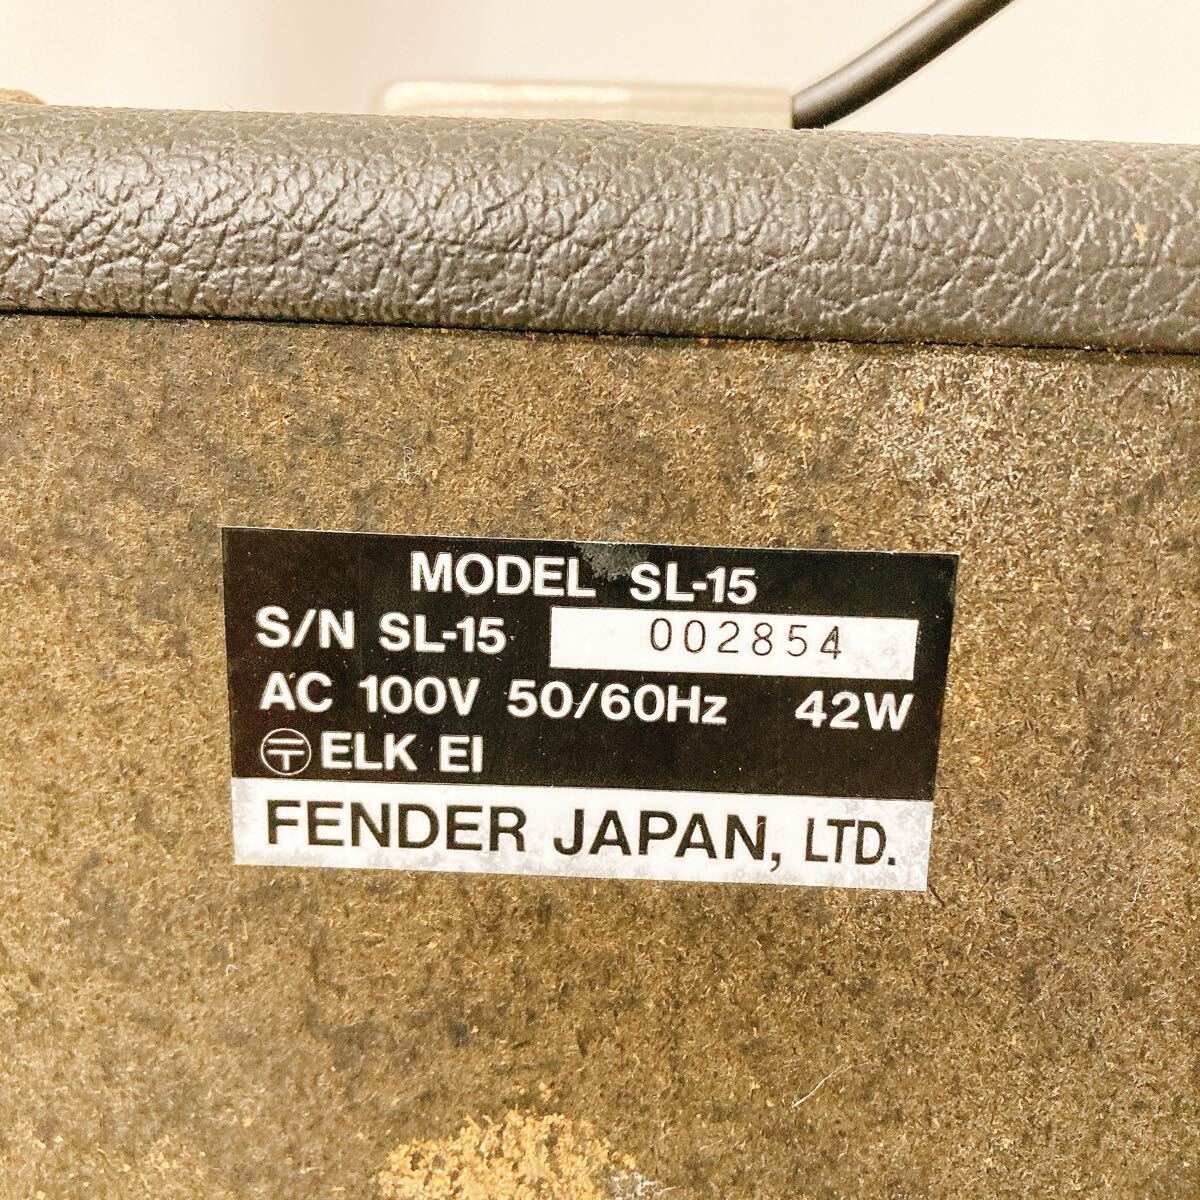 MODEL SL-15
S/N SL-15 002854
AC 100V 50/60Hz 42W
〶 ELK EI
FENDER JAPAN, LTD.